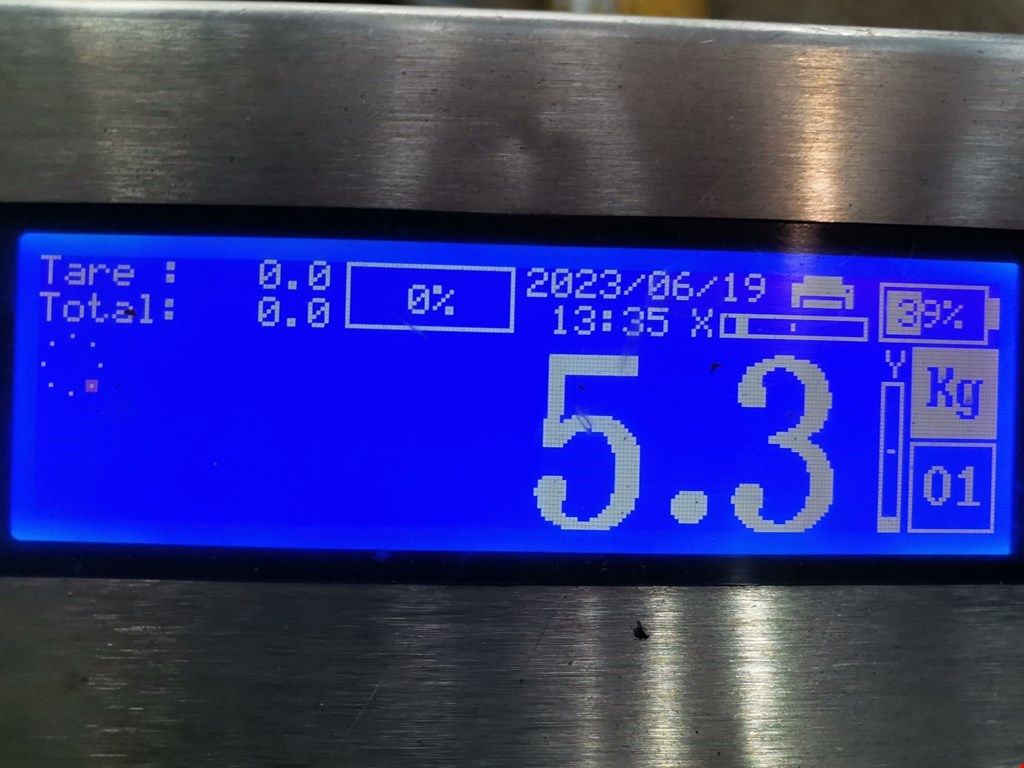 Tare : 0.0
Total: 0.0
0%
2023/06/19
13:35 X
39%
5.3
Y
Kg
01